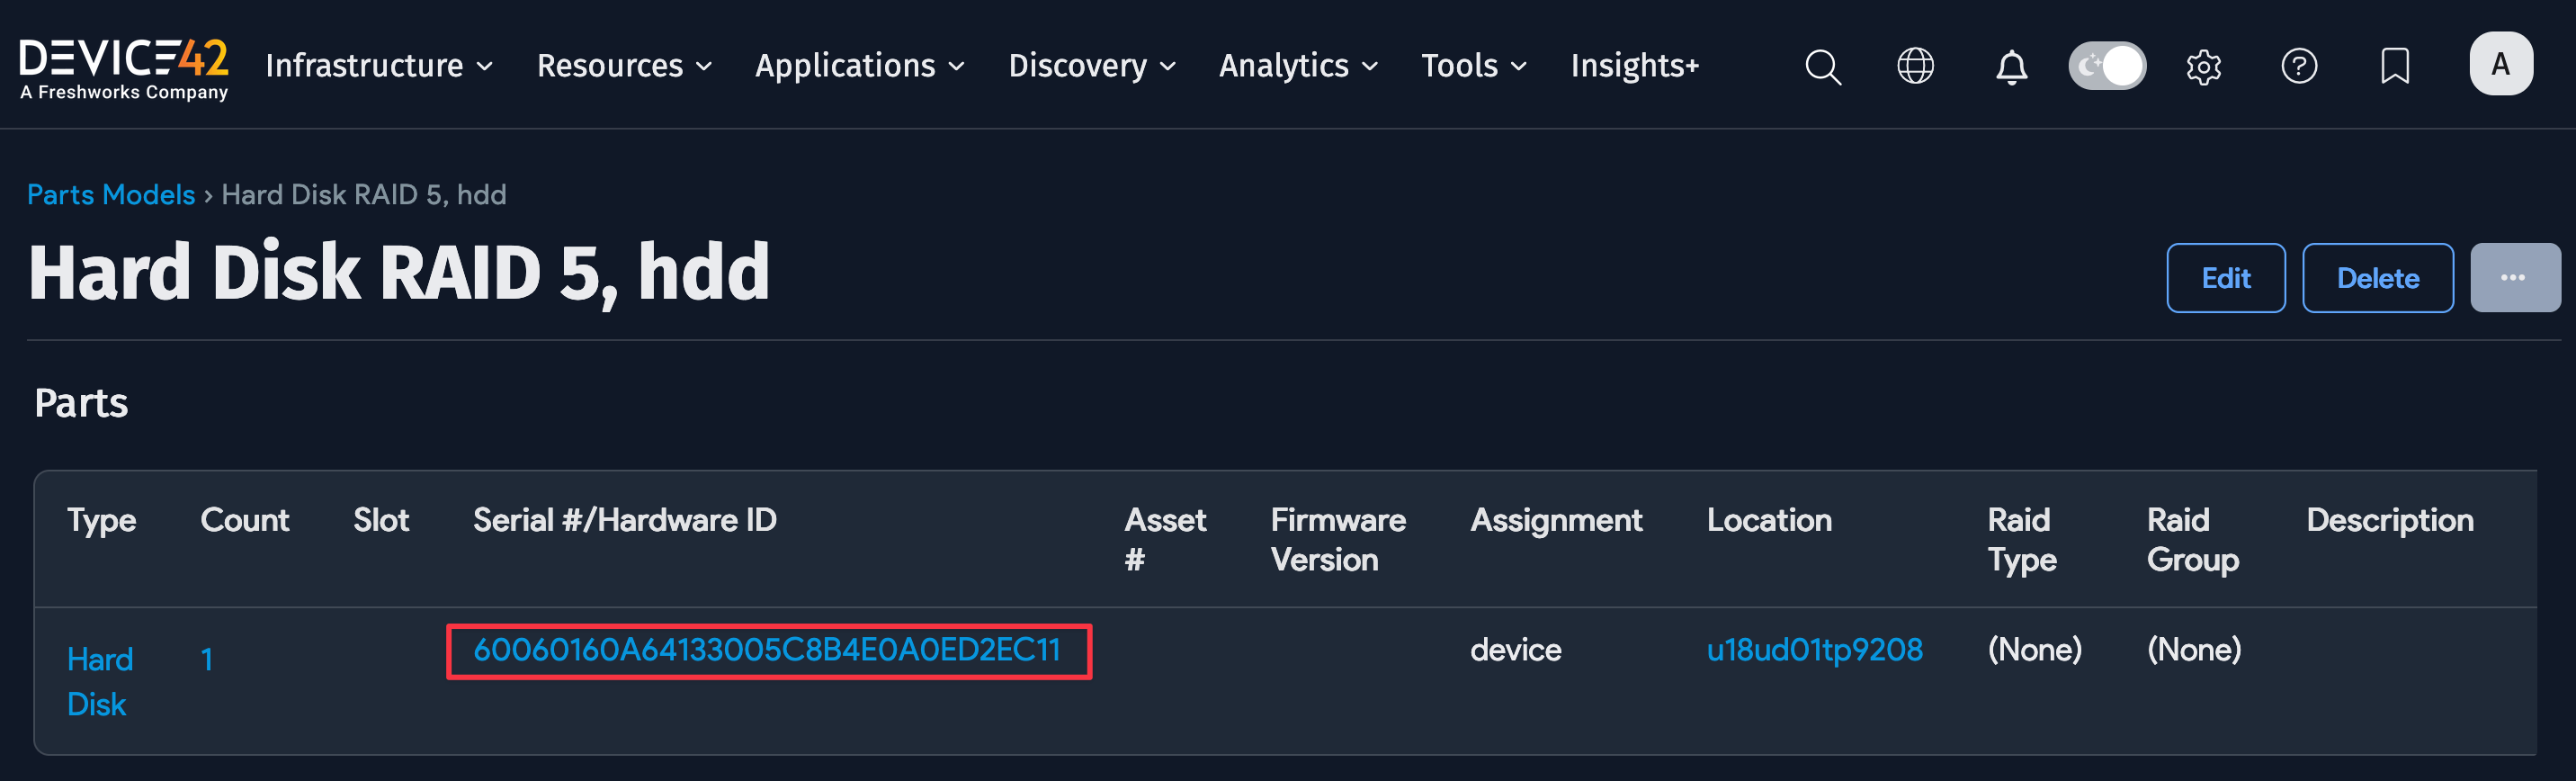 DEVICE42
A Freshworks Company
Infrastructure Resources Applications Discovery Analytics Tools Insights+
A
Parts Models › Hard Disk RAID 5, hdd
Hard Disk RAID 5, hdd
Edit Delete ···
Parts
Type Count Slot Serial #/Hardware ID Asset # Firmware Version Assignment Location Raid Type Raid Group Description
Hard Disk 1 60060160A64133005C8B4E0A0ED2EC11 device u18ud01tp9208 (None) (None)